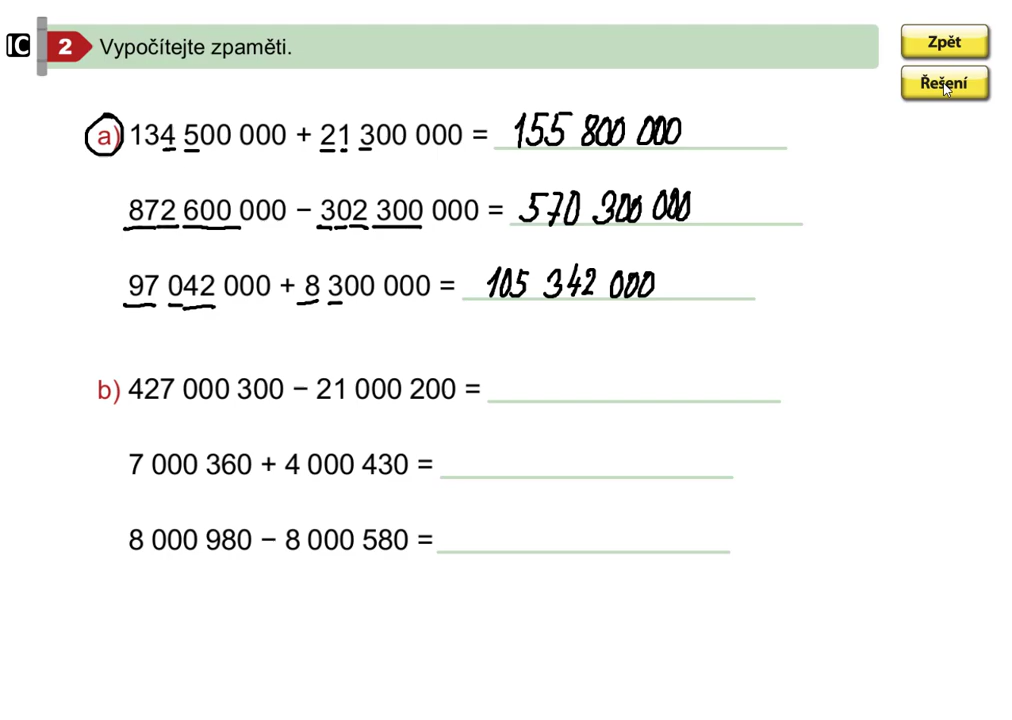 IC 2 Vypočítejte zpaměti.
Zpět
Řešení
a) 134 500 000 + 21 300 000 = 155 800 000
872 600 000 − 302 300 000 = 570 300 000
97 042 000 + 8 300 000 = 105 342 000
b) 427 000 300 − 21 000 200 =
7 000 360 + 4 000 430 =
8 000 980 − 8 000 580 =